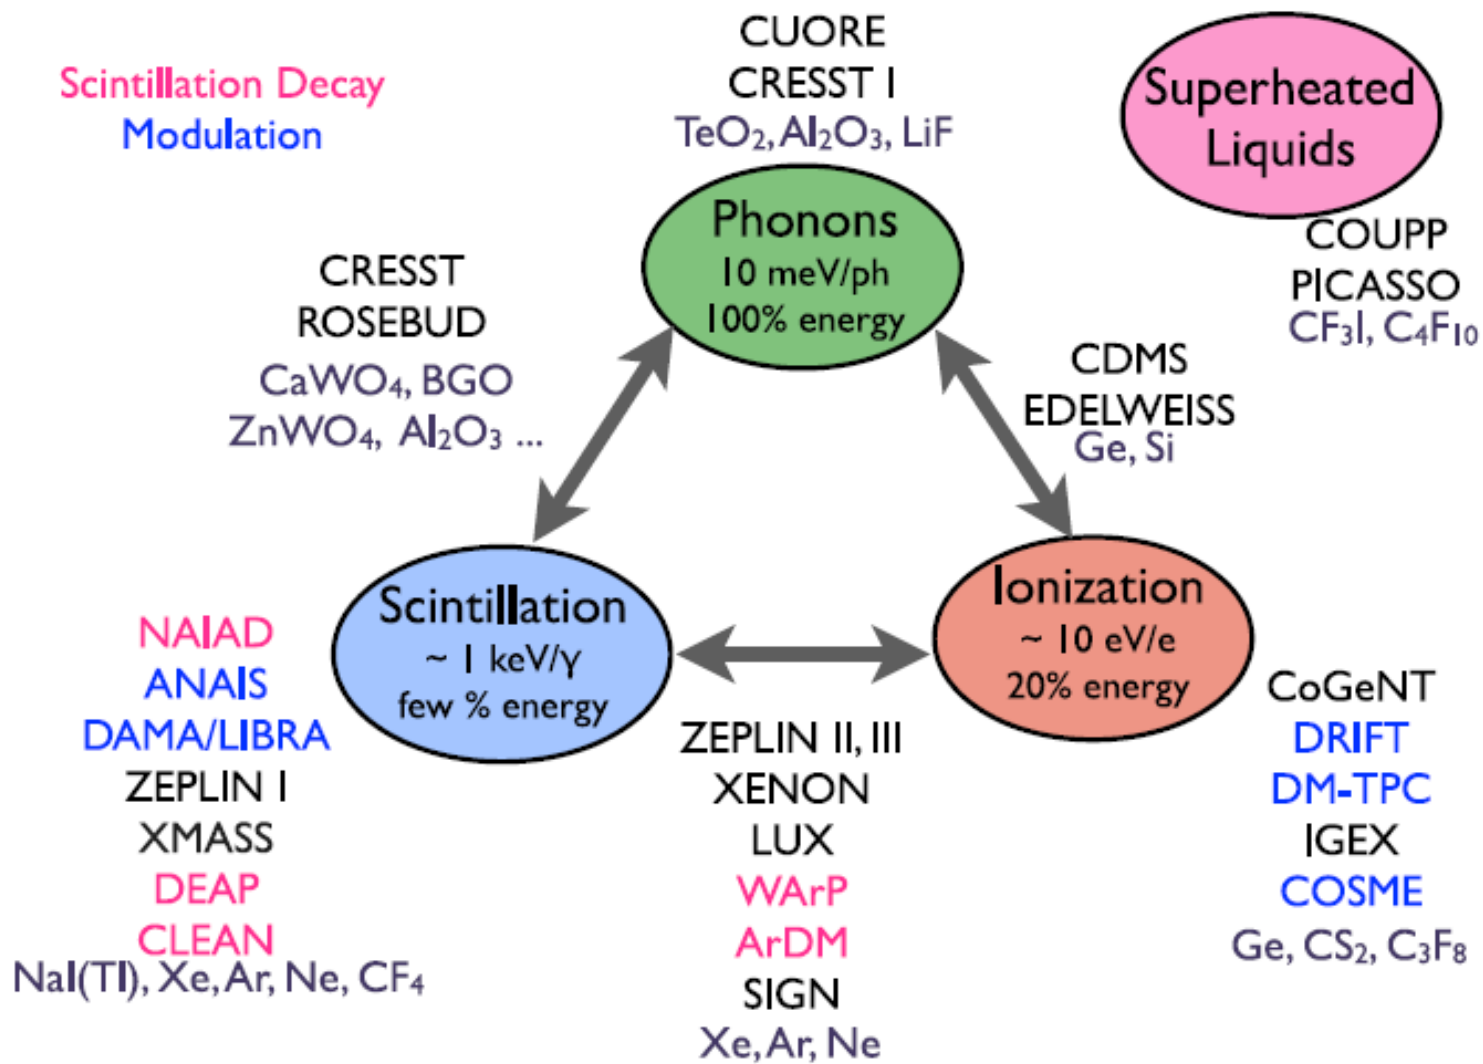 Scintillation Decay
Modulation
CUORE
CRESST I
TeO₂, Al₂O₃, LiF
Superheated
Liquids
COUPP
PICASSO
CF₃I, C₄F₁₀
Phonons
10 meV/ph
100% energy
CRESST
ROSEBUD
CaWO₄, BGO
ZnWO₄, Al₂O₃ ...
CDMS
EDELWEISS
Ge, Si
Scintillation
~ 1 keV/γ
few % energy
Ionization
~ 10 eV/e
20% energy
NAIAD
ANAIS
DAMA/LIBRA
ZEPLIN I
XMASS
DEAP
CLEAN
NaI(Tl), Xe, Ar, Ne, CF₄
ZEPLIN II, III
XENON
LUX
WArP
ArDM
SIGN
Xe, Ar, Ne
CoGeNT
DRIFT
DM-TPC
IGEX
COSME
Ge, CS₂, C₃F₈